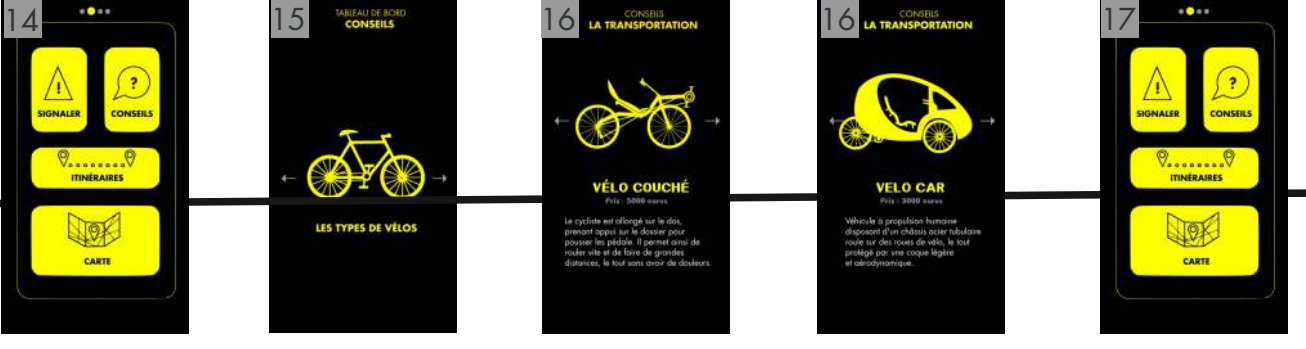 14
!
?
SIGNALER
CONSEILS
ITINÉRAIRES
CARTE
15
TABLEAU DE BORD
CONSEILS
LES TYPES DE VÉLOS
16
CONSEILS
LA TRANSPORTATION
VÉLO COUCHÉ
Prix : 5000 euros
Le cycliste est allongé sur le dos,
prenant appui sur le dossier pour
pousser les pédale. Il permet ainsi de
rouler vite et de faire de grandes
distances, le tout sans avoir de douleurs.
16
CONSEILS
LA TRANSPORTATION
VELO CAR
Prix : 3000 euros
Véhicule à propulsion humaine
disposant d'un châssis acier tubulaire
roule sur des roues de vélo, le tout
protégé par une coque légère
et aérodynamique.
17
!
?
SIGNALER
CONSEILS
ITINÉRAIRES
CARTE